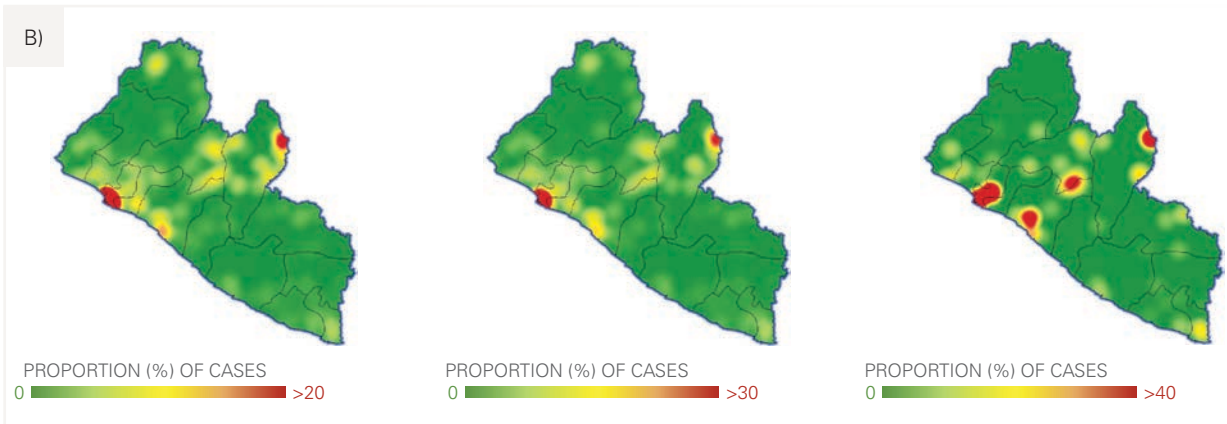 B)
PROPORTION (%) OF CASES
0 >20
PROPORTION (%) OF CASES
0 >30
PROPORTION (%) OF CASES
0 >40